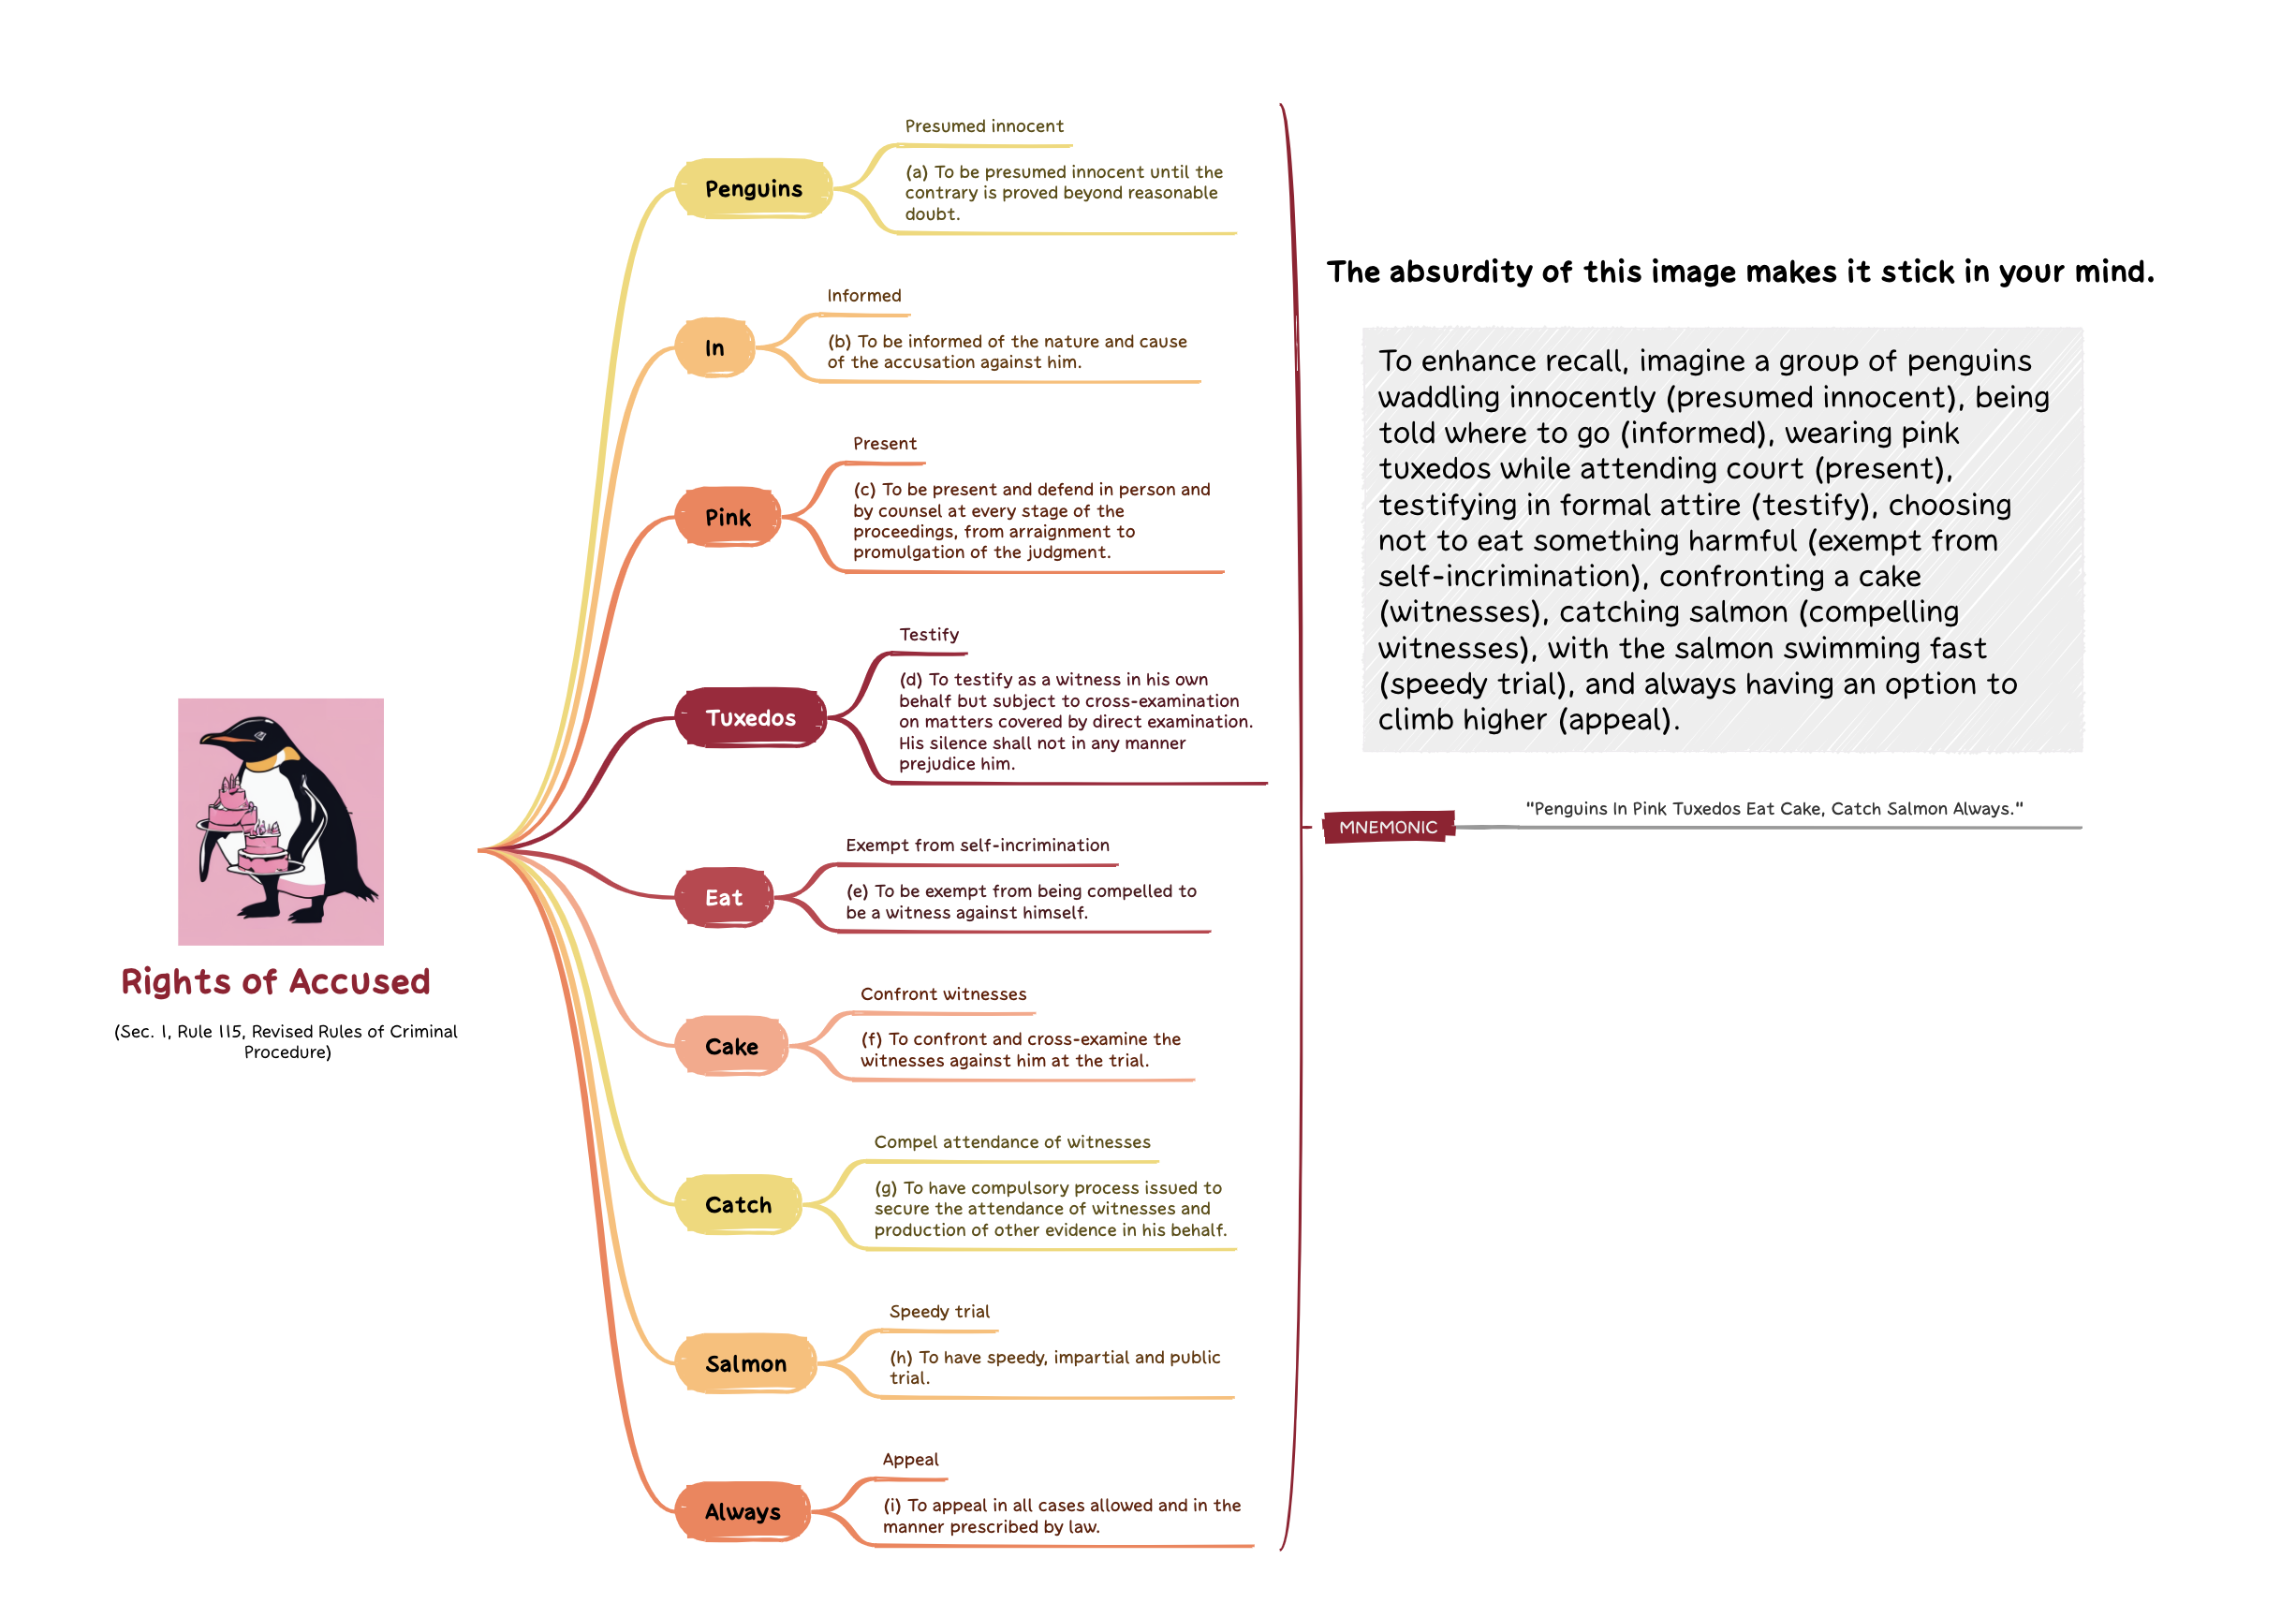 Rights of Accused
(Sec. 1, Rule 115, Revised Rules of Criminal
Procedure)
Penguins
Presumed innocent
(a) To be presumed innocent until the
contrary is proved beyond reasonable
doubt.
In
Informed
(b) To be informed of the nature and cause
of the accusation against him.
Pink
Present
(c) To be present and defend in person and
by counsel at every stage of the
proceedings, from arraignment to
promulgation of the judgment.
Tuxedos
Testify
(d) To testify as a witness in his own
behalf but subject to cross-examination
on matters covered by direct examination.
His silence shall not in any manner
prejudice him.
Eat
Exempt from self-incrimination
(e) To be exempt from being compelled to
be a witness against himself.
Cake
Confront witnesses
(f) To confront and cross-examine the
witnesses against him at the trial.
Catch
Compel attendance of witnesses
(g) To have compulsory process issued to
secure the attendance of witnesses and
production of other evidence in his behalf.
Salmon
Speedy trial
(h) To have speedy, impartial and public
trial.
Always
Appeal
(i) To appeal in all cases allowed and in the
manner prescribed by law.
The absurdity of this image makes it stick in your mind.
To enhance recall, imagine a group of penguins
waddling innocently (presumed innocent), being
told where to go (informed), wearing pink
tuxedos while attending court (present),
testifying in formal attire (testify), choosing
not to eat something harmful (exempt from
self-incrimination), confronting a cake
(witnesses), catching salmon (compelling
witnesses), with the salmon swimming fast
(speedy trial), and always having an option to
climb higher (appeal).
MNEMONIC
"Penguins In Pink Tuxedos Eat Cake, Catch Salmon Always."